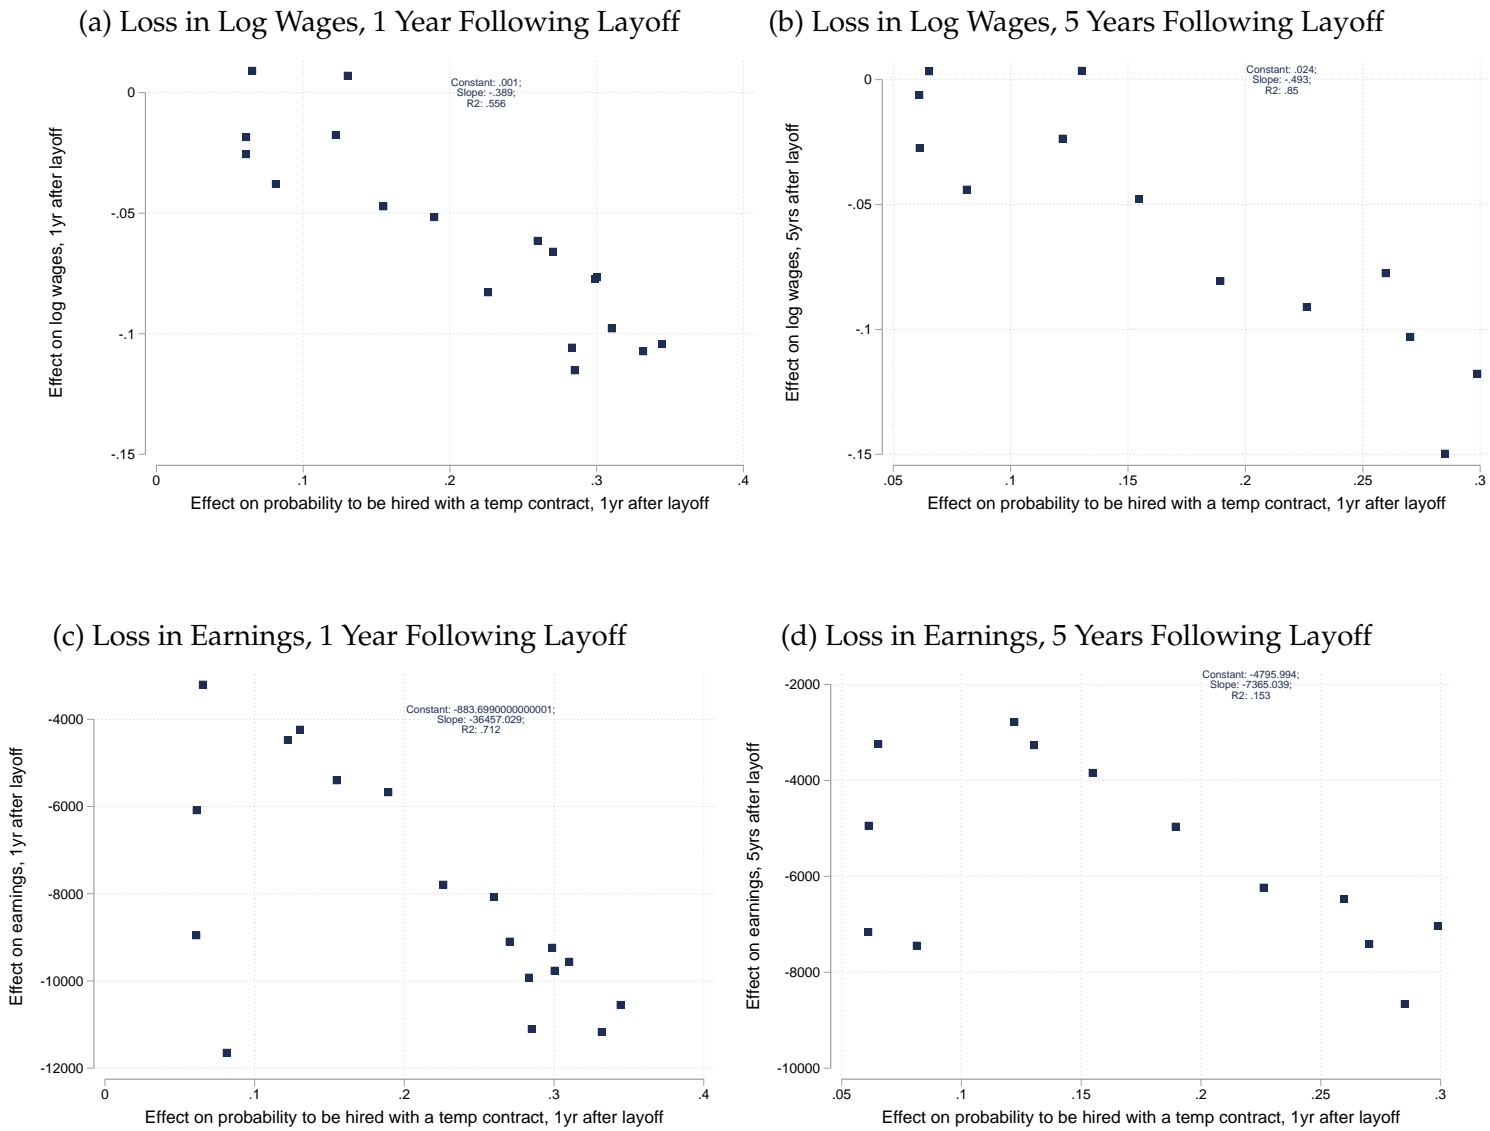 (a) Loss in Log Wages, 1 Year Following Layoff
Constant: .001;
Slope: -.389;
R2: .556
0
-.05
-.1
-.15
Effect on log wages, 1yr after layoff
0 .1 .2 .3 .4
Effect on probability to be hired with a temp contract, 1yr after layoff
(b) Loss in Log Wages, 5 Years Following Layoff
Constant: .024;
Slope: -.493;
R2: .85
0
-.05
-.1
-.15
Effect on log wages, 5yrs after layoff
.05 .1 .15 .2 .25 .3
Effect on probability to be hired with a temp contract, 1yr after layoff
(c) Loss in Earnings, 1 Year Following Layoff
Constant: -883.6990000000001;
Slope: -36457.029;
R2: .712
-4000
-6000
-8000
-10000
-12000
Effect on earnings, 1yr after layoff
0 .1 .2 .3 .4
Effect on probability to be hired with a temp contract, 1yr after layoff
(d) Loss in Earnings, 5 Years Following Layoff
Constant: -4795.994;
Slope: -7365.039;
R2: .153
-2000
-4000
-6000
-8000
-10000
Effect on earnings, 5yrs after layoff
.05 .1 .15 .2 .25 .3
Effect on probability to be hired with a temp contract, 1yr after layoff